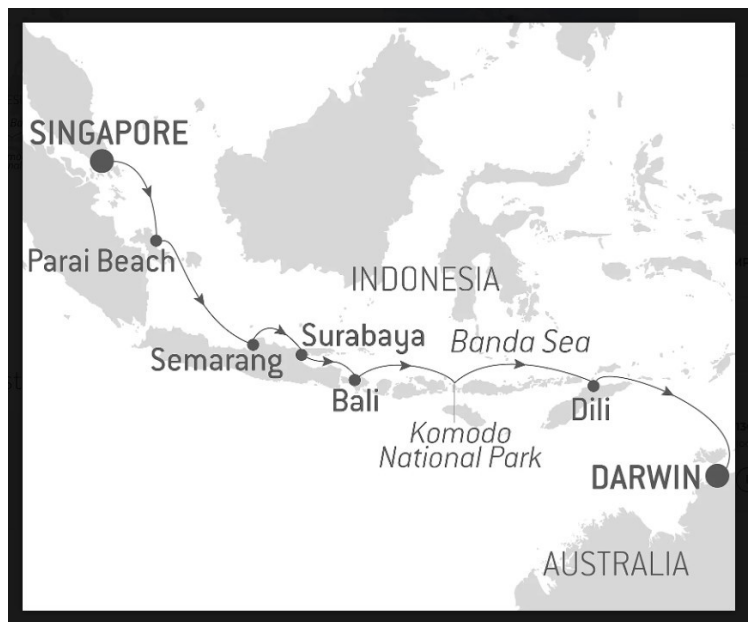 SINGAPORE
Parai Beach
INDONESIA
Semarang
Surabaya
Banda Sea
Bali
Dili
Komodo
National Park
DARWIN
AUSTRALIA